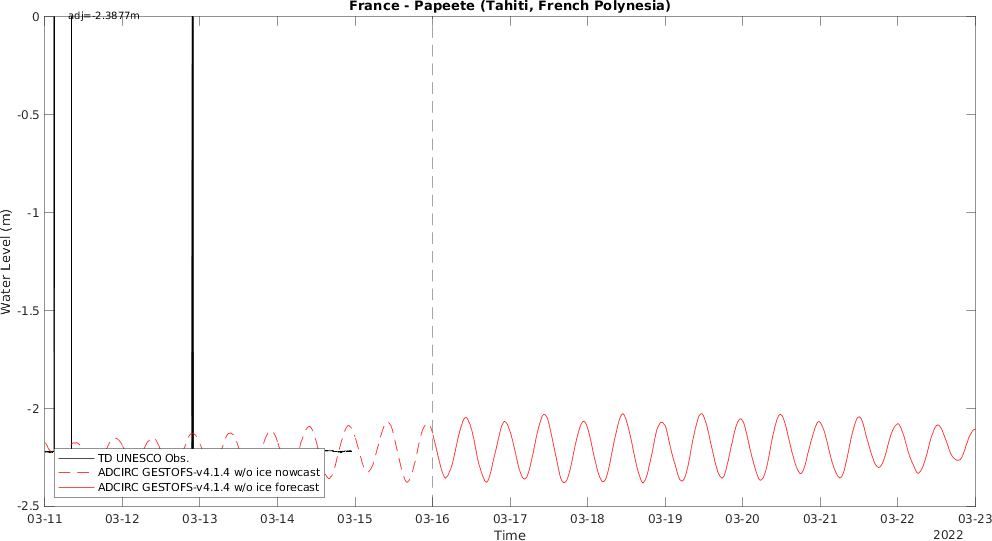 France - Papeete (Tahiti, French Polynesia)
adj=-2.3877m
0
-0.5
-1
-1.5
-2
-2.5
Water Level (m)
TD UNESCO Obs.
ADCIRC GESTOFS-v4.1.4 w/o ice nowcast
ADCIRC GESTOFS-v4.1.4 w/o ice forecast
03-11 03-12 03-13 03-14 03-15 03-16 03-17 03-18 03-19 03-20 03-21 03-22 03-23
Time
2022